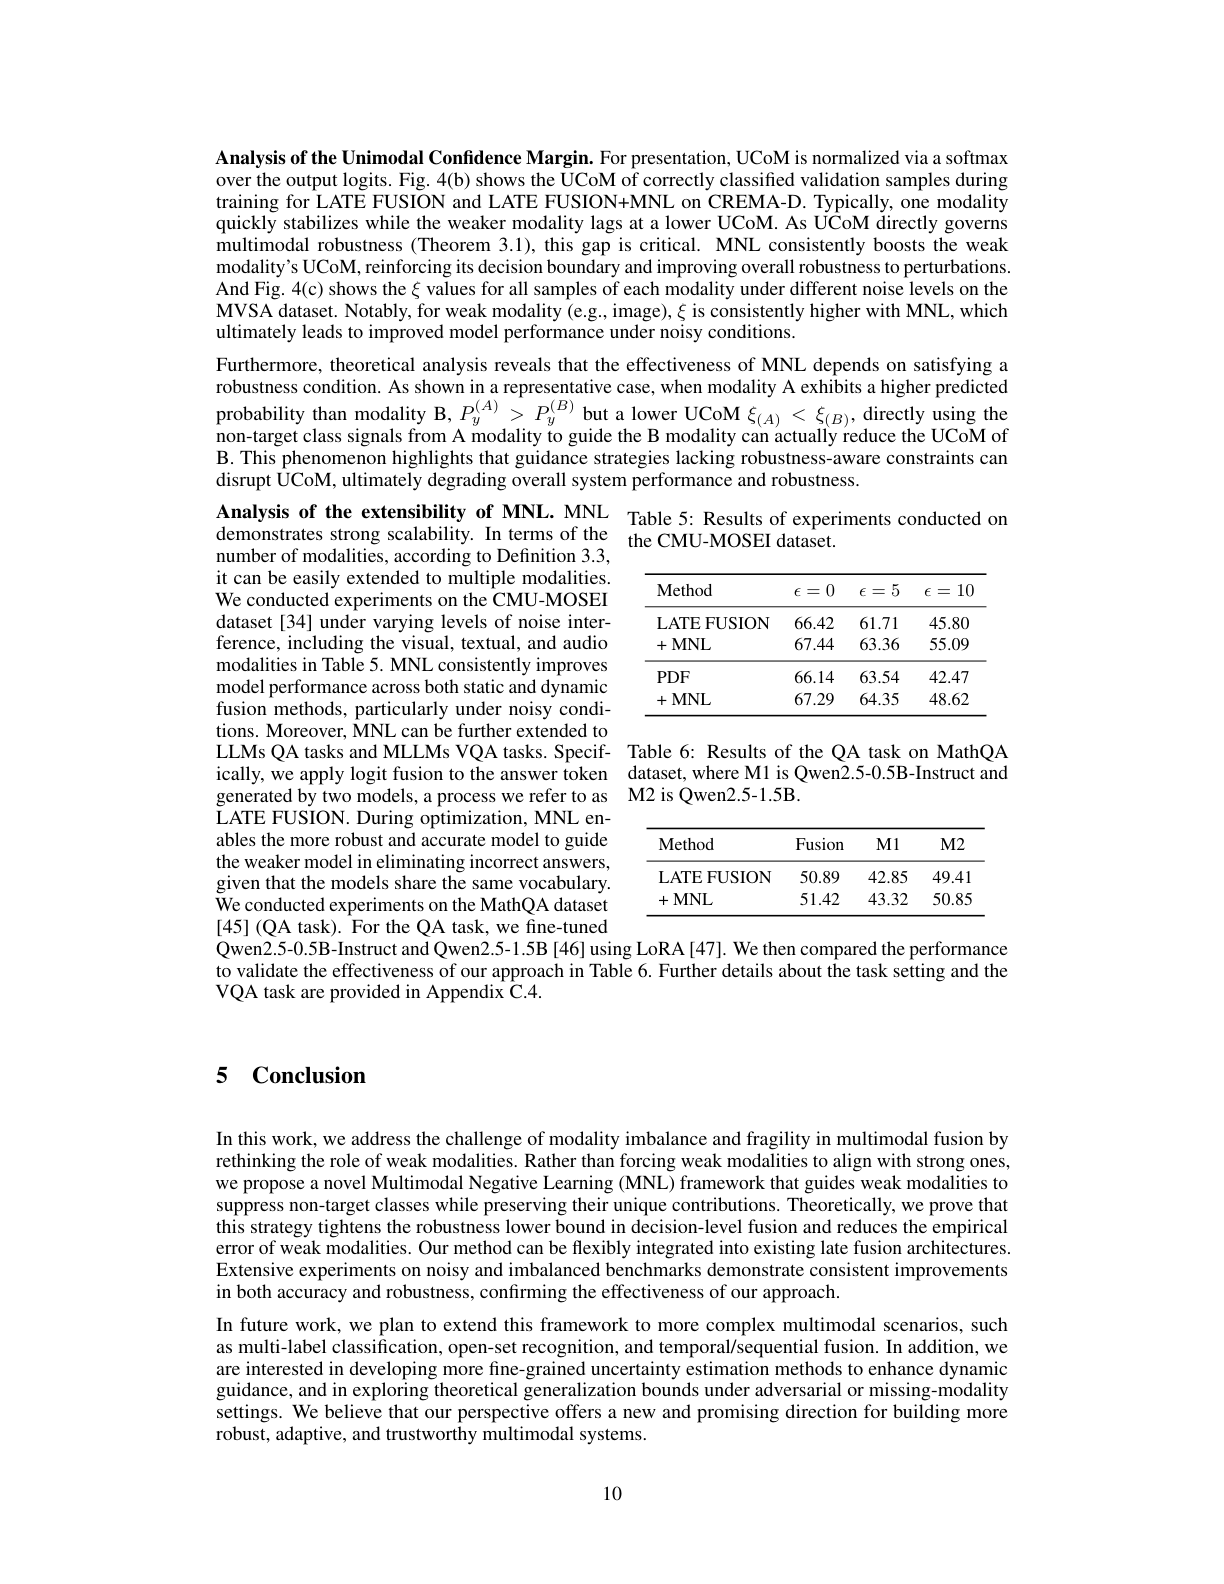 Analysis of the Unimodal Confidence Margin. For presentation, UCoM is normalized via a softmax
over the output logits. Fig. 4(b) shows the UCoM of correctly classified validation samples during
training for LATE FUSION and LATE FUSION+MNL on CREMA-D. Typically, one modality
quickly stabilizes while the weaker modality lags at a lower UCoM. As UCoM directly governs
multimodal robustness (Theorem 3.1), this gap is critical. MNL consistently boosts the weak
modality's UCoM, reinforcing its decision boundary and improving overall robustness to perturbations.
And Fig. 4(c) shows the ξ values for all samples of each modality under different noise levels on the
MVSA dataset. Notably, for weak modality (e.g., image), ξ is consistently higher with MNL, which
ultimately leads to improved model performance under noisy conditions.
Furthermore, theoretical analysis reveals that the effectiveness of MNL depends on satisfying a
robustness condition. As shown in a representative case, when modality A exhibits a higher predicted
probability than modality B, P_y^{(A)} > P_y^{(B)} but a lower UCoM ξ_{(A)} < ξ_{(B)}, directly using the
non-target class signals from A modality to guide the B modality can actually reduce the UCoM of
B. This phenomenon highlights that guidance strategies lacking robustness-aware constraints can
disrupt UCoM, ultimately degrading overall system performance and robustness.
Analysis of the extensibility of MNL. MNL
demonstrates strong scalability. In terms of the
number of modalities, according to Definition 3.3,
it can be easily extended to multiple modalities.
We conducted experiments on the CMU-MOSEI
dataset [34] under varying levels of noise inter-
ference, including the visual, textual, and audio
modalities in Table 5. MNL consistently improves
model performance across both static and dynamic
fusion methods, particularly under noisy condi-
tions. Moreover, MNL can be further extended to
LLMs QA tasks and MLLMs VQA tasks. Specif-
ically, we apply logit fusion to the answer token
generated by two models, a process we refer to as
LATE FUSION. During optimization, MNL en-
ables the more robust and accurate model to guide
the weaker model in eliminating incorrect answers,
given that the models share the same vocabulary.
We conducted experiments on the MathQA dataset
[45] (QA task). For the QA task, we fine-tuned
Qwen2.5-0.5B-Instruct and Qwen2.5-1.5B [46] using LoRA [47]. We then compared the performance
to validate the effectiveness of our approach in Table 6. Further details about the task setting and the
VQA task are provided in Appendix C.4.
Table 5: Results of experiments conducted on
the CMU-MOSEI dataset.
Method ϵ = 0 ϵ = 5 ϵ = 10
LATE FUSION 66.42 61.71 45.80
+ MNL 67.44 63.36 55.09
PDF 66.14 63.54 42.47
+ MNL 67.29 64.35 48.62
Table 6: Results of the QA task on MathQA
dataset, where M1 is Qwen2.5-0.5B-Instruct and
M2 is Qwen2.5-1.5B.
Method Fusion M1 M2
LATE FUSION 50.89 42.85 49.41
+ MNL 51.42 43.32 50.85
5 Conclusion
In this work, we address the challenge of modality imbalance and fragility in multimodal fusion by
rethinking the role of weak modalities. Rather than forcing weak modalities to align with strong ones,
we propose a novel Multimodal Negative Learning (MNL) framework that guides weak modalities to
suppress non-target classes while preserving their unique contributions. Theoretically, we prove that
this strategy tightens the robustness lower bound in decision-level fusion and reduces the empirical
error of weak modalities. Our method can be flexibly integrated into existing late fusion architectures.
Extensive experiments on noisy and imbalanced benchmarks demonstrate consistent improvements
in both accuracy and robustness, confirming the effectiveness of our approach.
In future work, we plan to extend this framework to more complex multimodal scenarios, such
as multi-label classification, open-set recognition, and temporal/sequential fusion. In addition, we
are interested in developing more fine-grained uncertainty estimation methods to enhance dynamic
guidance, and in exploring theoretical generalization bounds under adversarial or missing-modality
settings. We believe that our perspective offers a new and promising direction for building more
robust, adaptive, and trustworthy multimodal systems.
10